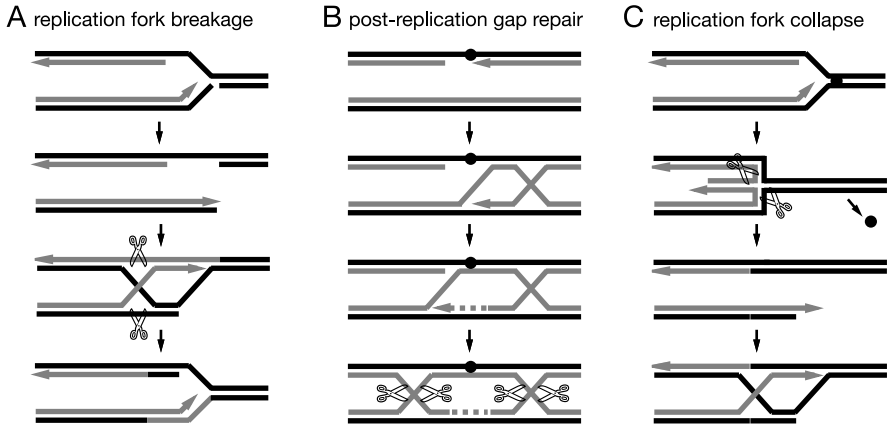 A replication fork breakage
B post-replication gap repair
C replication fork collapse